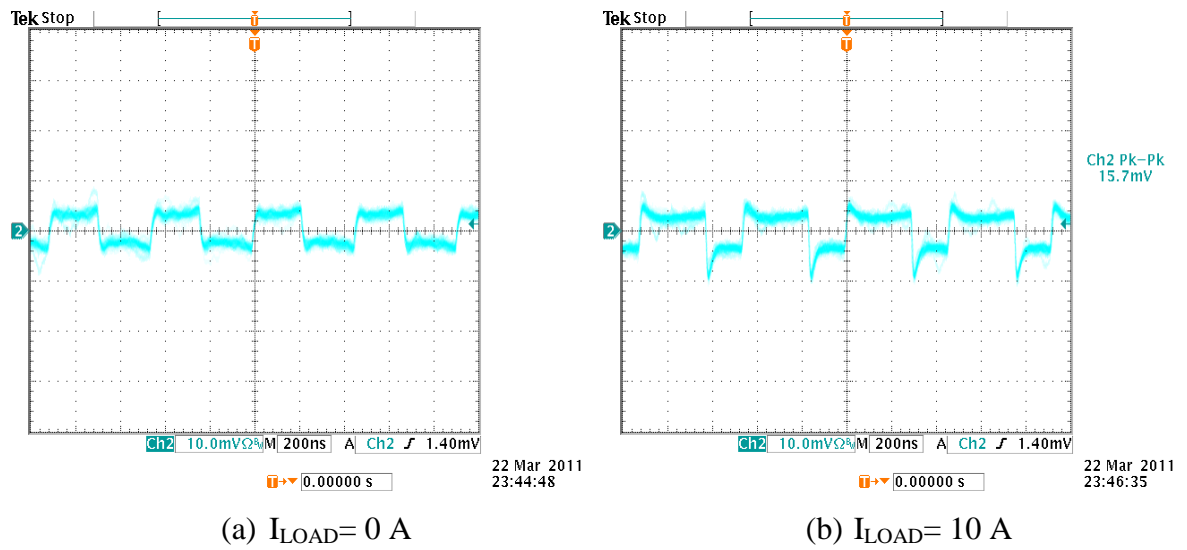 Tek Stop
T
T
2
Ch2 10.0mVΩ M 200ns A Ch2 ∫ 1.40mV
T→▼ 0.00000 s
22 Mar 2011
23:44:48
(a) I_LOAD= 0 A
Tek Stop
T
T
2
Ch2 Pk-Pk
15.7mV
Ch2 10.0mVΩ M 200ns A Ch2 ∫ 1.40mV
T→▼ 0.00000 s
22 Mar 2011
23:46:35
(b) I_LOAD= 10 A